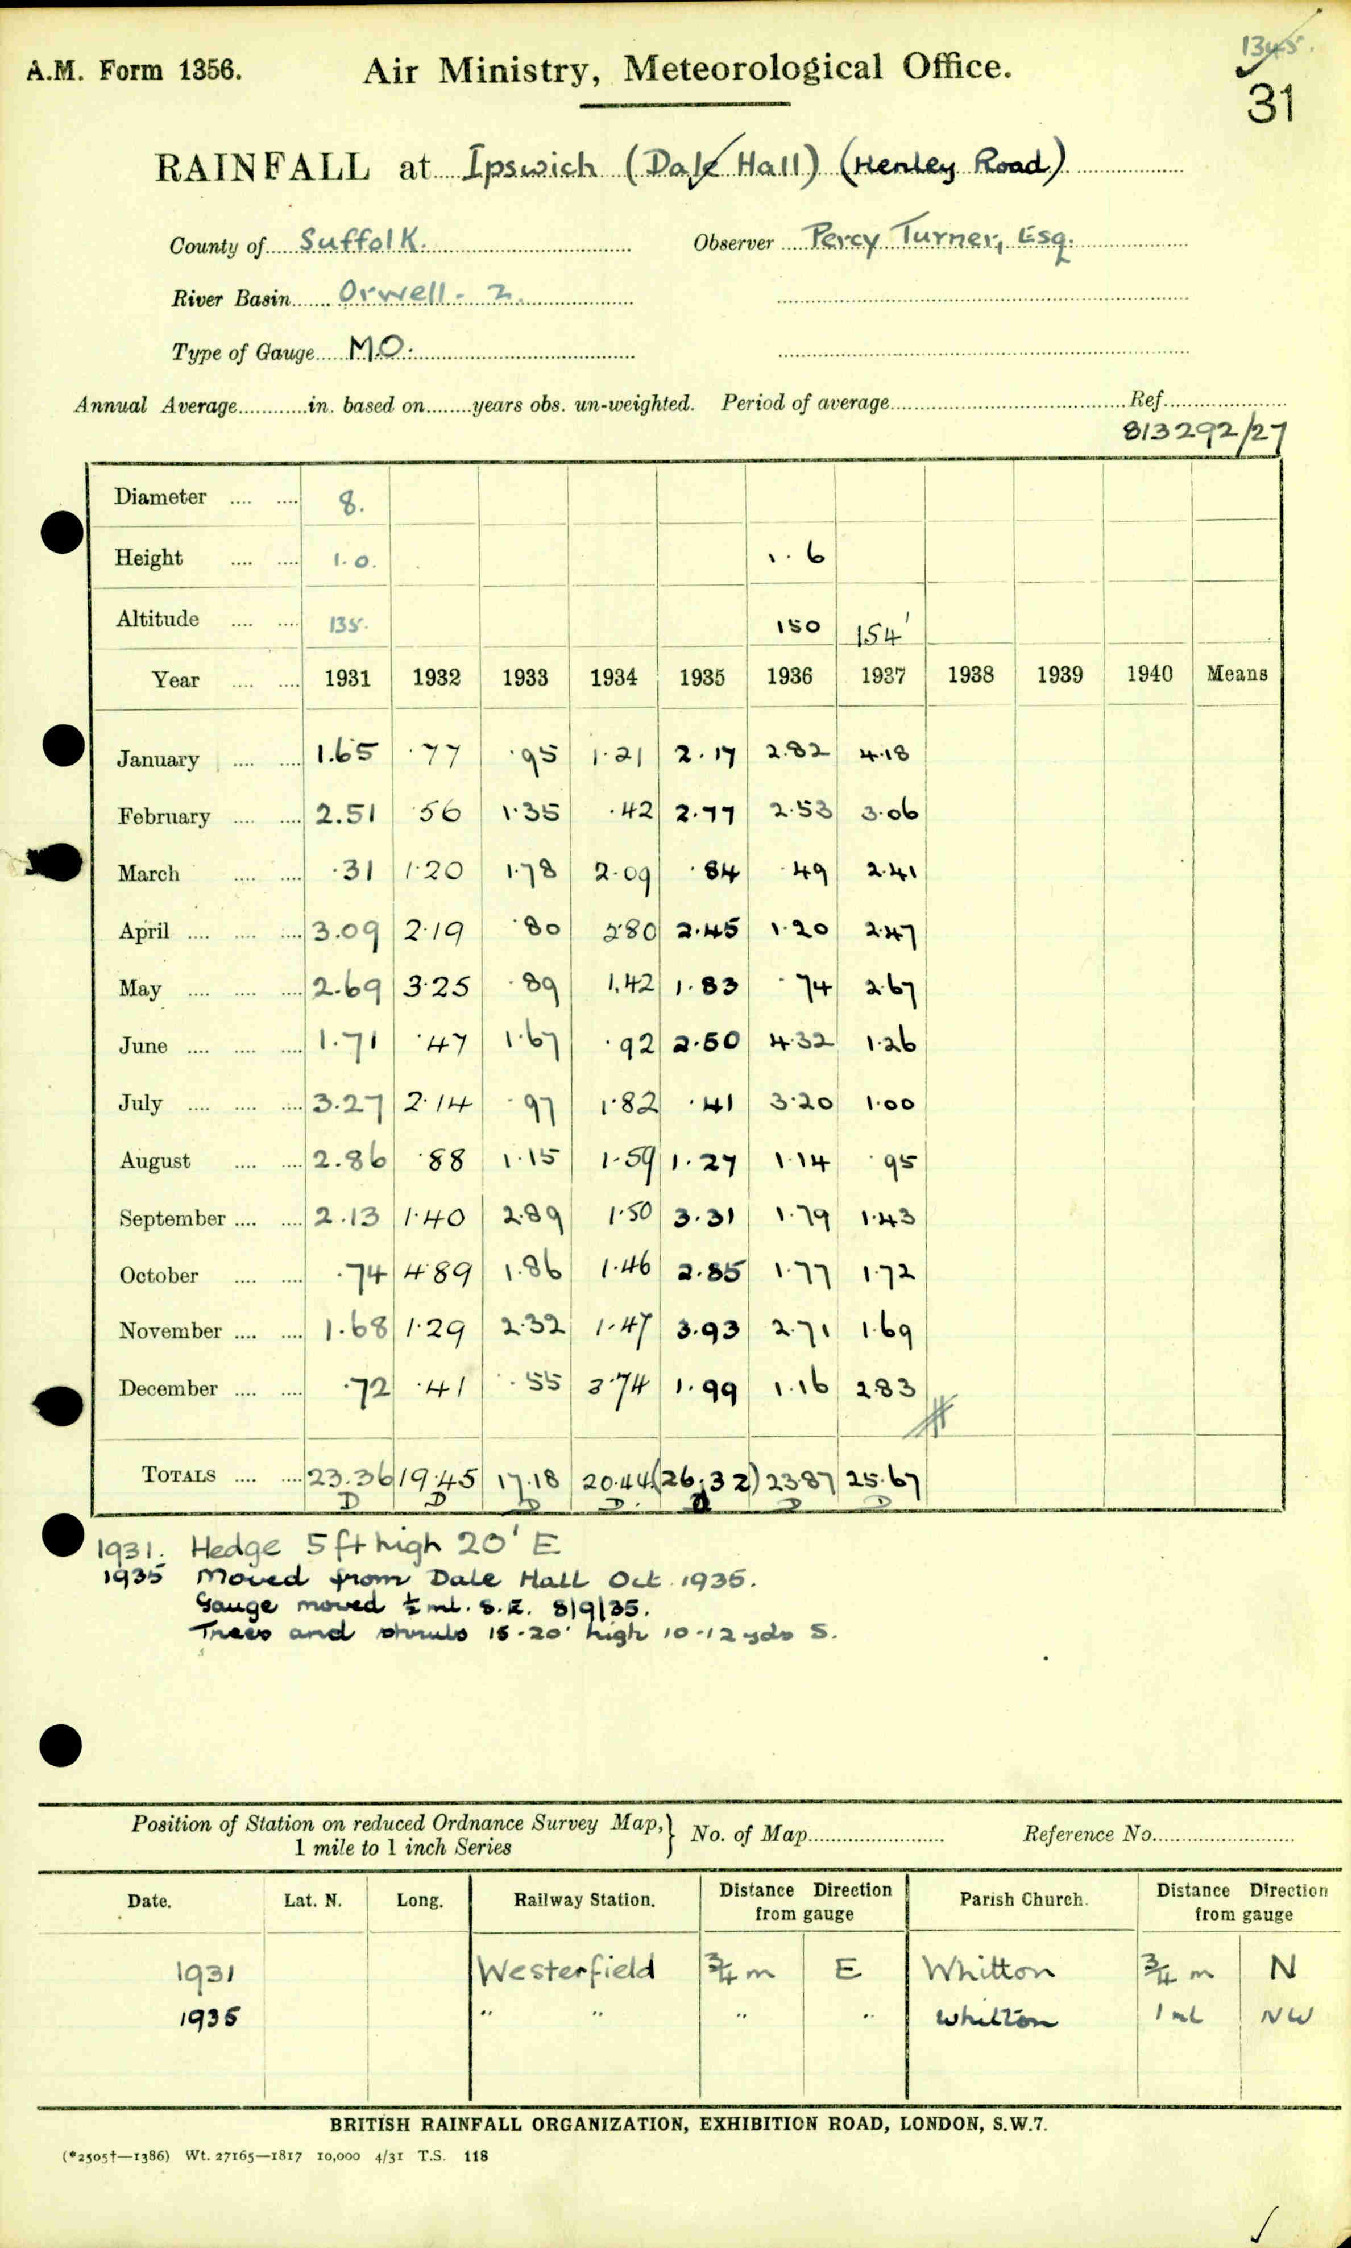 1345.
A.M. Form 1356. Air Ministry, Meteorological Office.
31
RAINFALL at Ipswich (Dale Hall) (Henley Road)
County of Suffolk. Observer Percy Turner, Esq.
River Basin Orwell - 2.
Type of Gauge M.O.
Annual Average in. based on years obs. un-weighted. Period of average Ref.
813292/27
Diameter 8.
Height 1.0. 1.6
Altitude 135. 150 154'
Year 1931 1932 1933 1934 1935 1936 1937 1938 1939 1940 Means
January 1.65 .77 .95 1.21 2.17 2.82 4.18
February 2.51 .56 1.35 .42 2.77 2.53 3.06
March .31 1.20 1.78 2.09 .84 .49 2.41
April 3.09 2.19 .80 2.80 2.45 1.20 2.47
May 2.69 3.25 .89 1.42 1.83 .74 2.67
June 1.71 .47 1.67 .92 2.50 4.32 1.26
July 3.27 2.14 .97 1.82 .41 3.20 1.00
August 2.86 .88 1.15 1.59 1.27 1.14 .95
September 2.13 1.40 2.89 1.50 3.31 1.79 1.43
October .74 4.89 1.86 1.46 2.85 1.77 1.72
November 1.68 1.29 2.32 1.47 3.93 2.71 1.69
December .72 .41 .55 3.74 1.99 1.16 2.83
TOTALS 23.36 19.45 17.18 20.44 (26.32) 23.87 25.67
D D D D. D D D
1931. Hedge 5ft high 20' E
1935 Moved from Dale Hall Oct. 1935.
Gauge moved ½ ml. S.E. 8/9/35.
Trees and shrubs 15-20' high 10-12 yds S.
Position of Station on reduced Ordnance Survey Map,} No. of Map Reference No.
1 mile to 1 inch Series
Date. Lat. N. Long. Railway Station. Distance Direction from gauge Parish Church. Distance Direction from gauge
1931 Westerfield ¾ m E Whitton ¾ m N
1935 " " " " Whitton 1 ml NW
BRITISH RAINFALL ORGANIZATION, EXHIBITION ROAD, LONDON, S.W.7.
(*2505†—1386) Wt. 27165—1817 10,000 4/31 T.S. 118